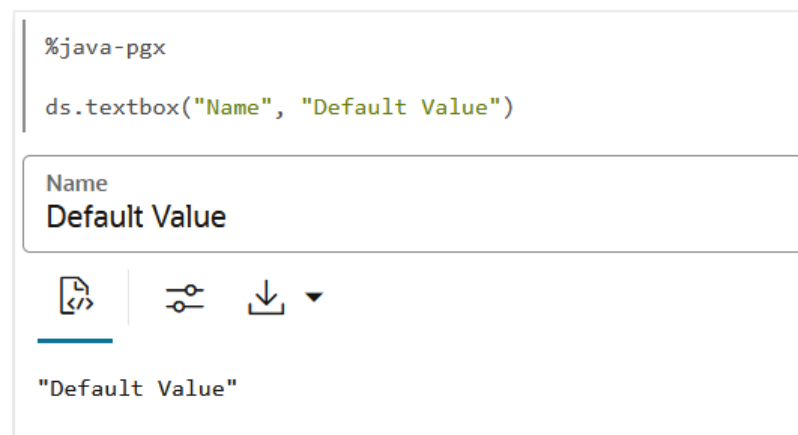 %java-pgx
ds.textbox("Name", "Default Value")
Name
Default Value
"Default Value"